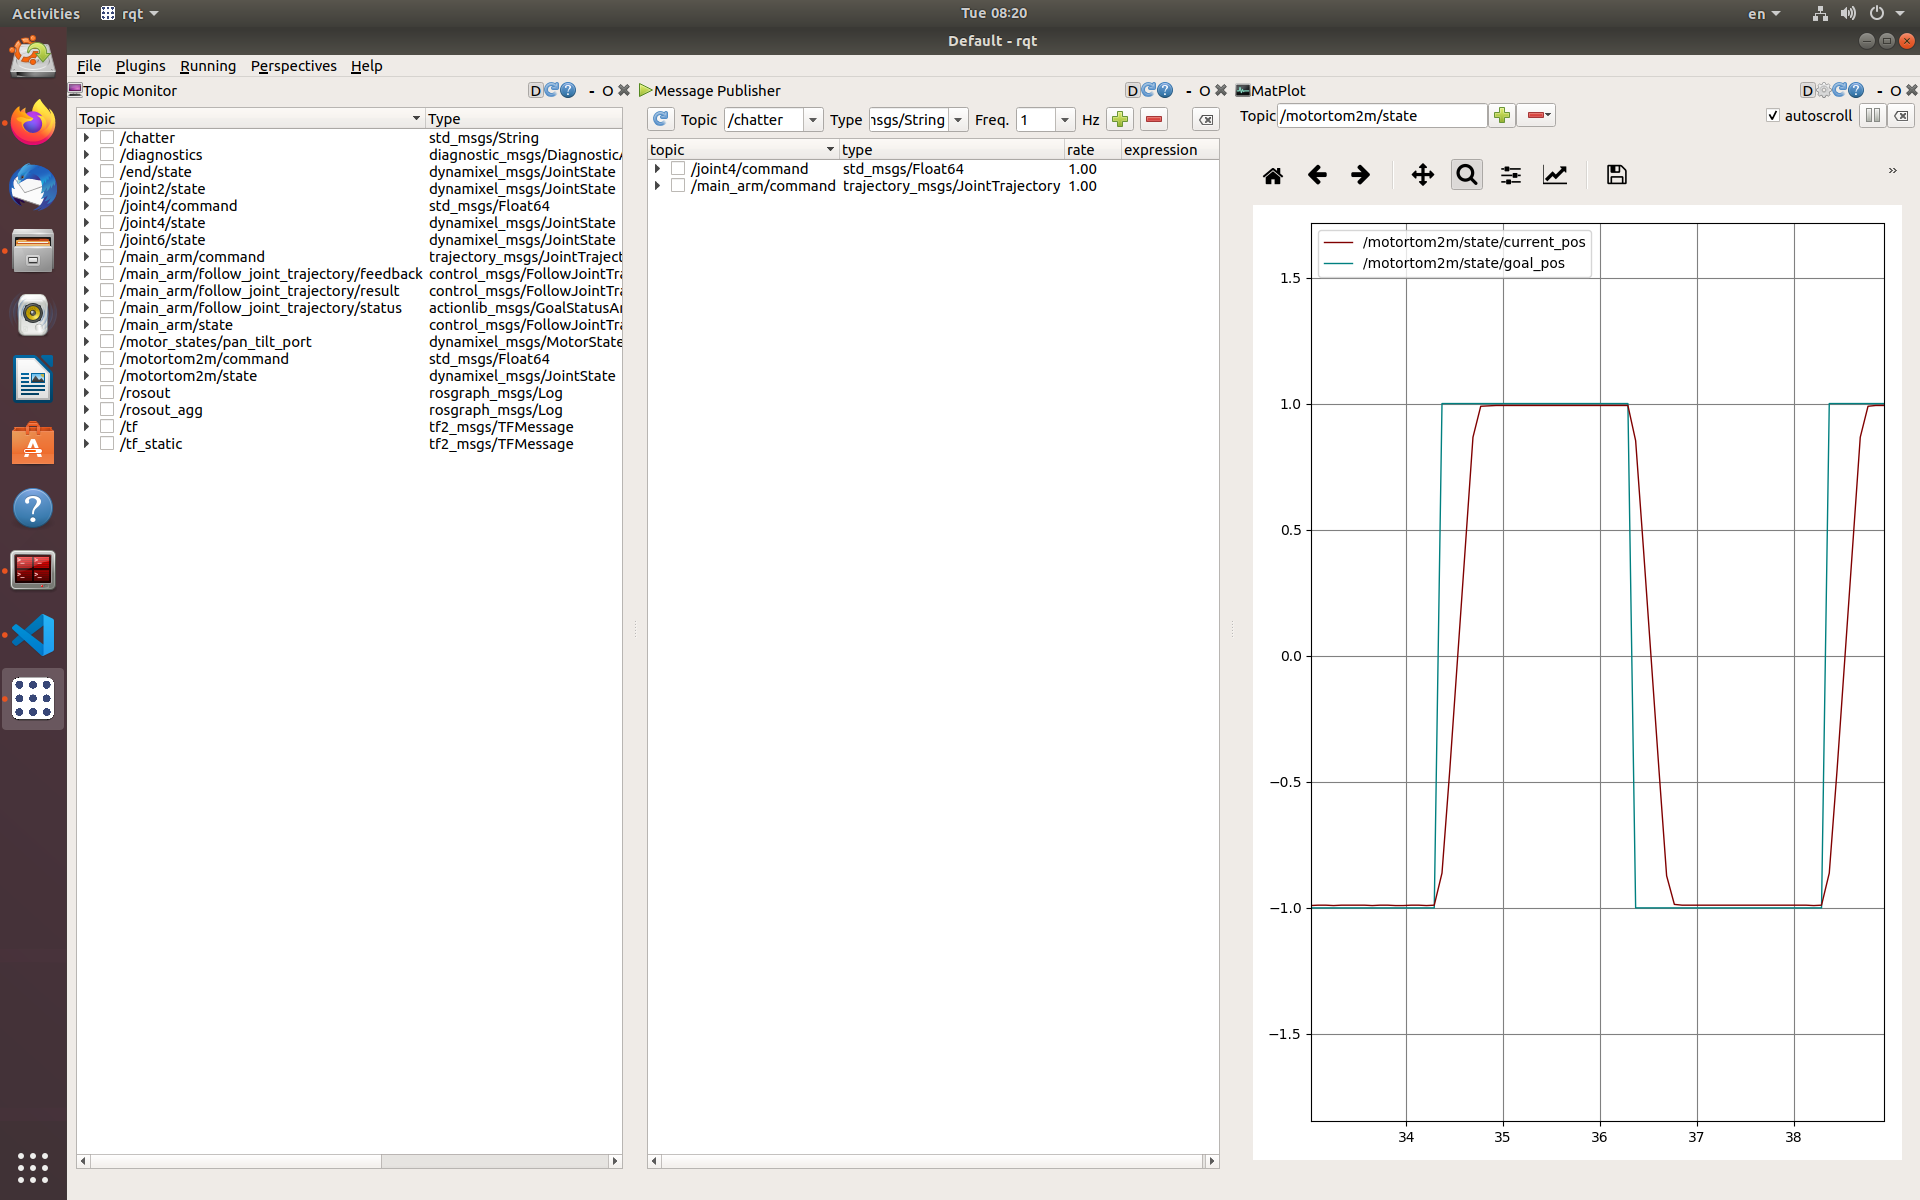 Activities rqt Tue 08:20 en
Default - rqt
File Plugins Running Perspectives Help
Topic Monitor D ? - O
Topic Type
/chatter std_msgs/String
/diagnostics diagnostic_msgs/Diagnostic
/end/state dynamixel_msgs/JointState
/joint2/state dynamixel_msgs/JointState
/joint4/command std_msgs/Float64
/joint4/state dynamixel_msgs/JointState
/joint6/state dynamixel_msgs/JointState
/main_arm/command trajectory_msgs/JointTraject
/main_arm/follow_joint_trajectory/feedback control_msgs/FollowJointTra
/main_arm/follow_joint_trajectory/result control_msgs/FollowJointTra
/main_arm/follow_joint_trajectory/status actionlib_msgs/GoalStatusA
/main_arm/state control_msgs/FollowJointTra
/motor_states/pan_tilt_port dynamixel_msgs/MotorState
/motortom2m/command std_msgs/Float64
/motortom2m/state dynamixel_msgs/JointState
/rosout rosgraph_msgs/Log
/rosout_agg rosgraph_msgs/Log
/tf tf2_msgs/TFMessage
/tf_static tf2_msgs/TFMessage
Message Publisher D ? - O
Topic /chatter Type msgs/String Freq. 1 Hz
topic type rate expression
/joint4/command std_msgs/Float64 1.00
/main_arm/command trajectory_msgs/JointTrajectory 1.00
MatPlot D ? - O
Topic /motortom2m/state autoscroll
»
/motortom2m/state/current_pos
/motortom2m/state/goal_pos
1.5
1.0
0.5
0.0
−0.5
−1.0
−1.5
34 35 36 37 38